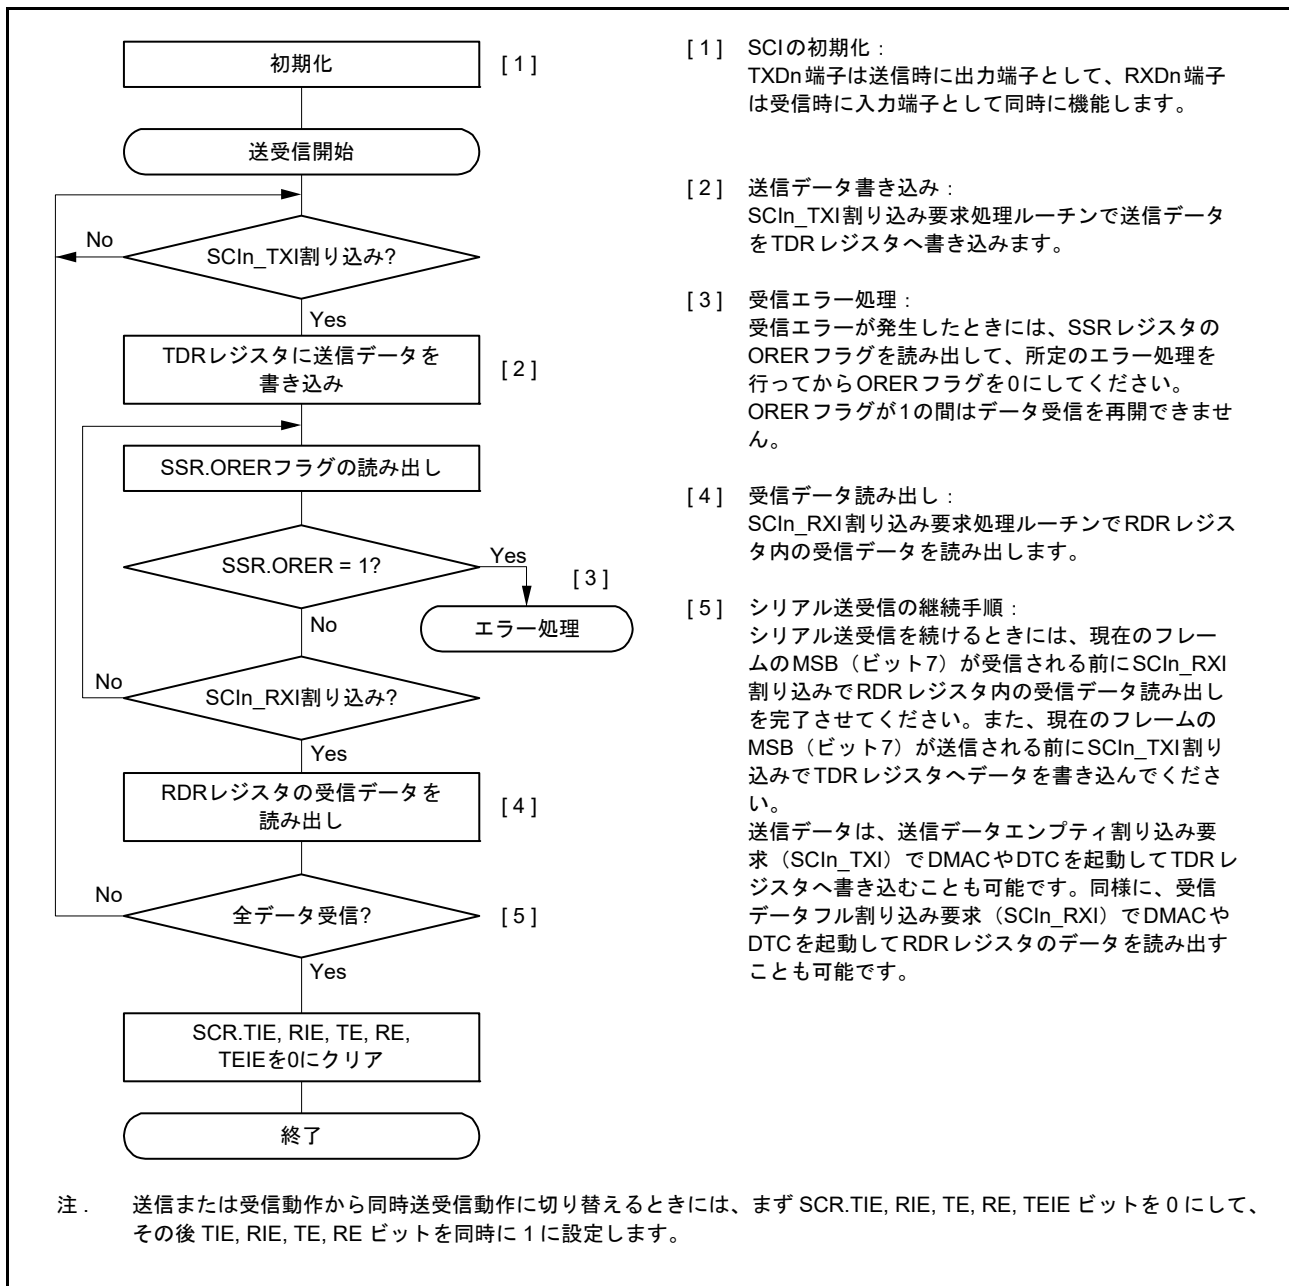 初期化
[ 1 ]
送受信開始
No
SCIn_TXI割り込み?
Yes
TDRレジスタに送信データを
書き込み
[ 2 ]
SSR.ORERフラグの読み出し
SSR.ORER = 1?
Yes
[ 3 ]
エラー処理
No
No
SCIn_RXI割り込み?
Yes
RDRレジスタの受信データを
読み出し
[ 4 ]
No
全データ受信?
[ 5 ]
Yes
SCR.TIE, RIE, TE, RE,
TEIEを0にクリア
終了
[ 1 ] SCIの初期化：
TXDn端子は送信時に出力端子として、RXDn端子
は受信時に入力端子として同時に機能します。
[ 2 ] 送信データ書き込み：
SCIn_TXI割り込み要求処理ルーチンで送信データ
をTDRレジスタへ書き込みます。
[ 3 ] 受信エラー処理：
受信エラーが発生したときには、SSRレジスタの
ORERフラグを読み出して、所定のエラー処理を
行ってからORERフラグを0にしてください。
ORERフラグが1の間はデータ受信を再開できませ
ん。
[ 4 ] 受信データ読み出し：
SCIn_RXI割り込み要求処理ルーチンでRDRレジス
タ内の受信データを読み出します。
[ 5 ] シリアル送受信の継続手順：
シリアル送受信を続けるときには、現在のフレー
ムのMSB（ビット7）が受信される前にSCIn_RXI
割り込みでRDRレジスタ内の受信データ読み出し
を完了させてください。また、現在のフレームの
MSB（ビット7）が送信される前にSCIn_TXI割り
込みでTDRレジスタへデータを書き込んでくださ
い。
送信データは、送信データエンプティ割り込み要
求（SCIn_TXI）でDMACやDTCを起動してTDRレ
ジスタへ書き込むことも可能です。同様に、受信
データフル割り込み要求（SCIn_RXI）でDMACや
DTCを起動してRDRレジスタのデータを読み出す
ことも可能です。
注． 送信または受信動作から同時送受信動作に切り替えるときには、まず SCR.TIE, RIE, TE, RE, TEIE ビットを 0 にして、
その後 TIE, RIE, TE, RE ビットを同時に 1 に設定します。